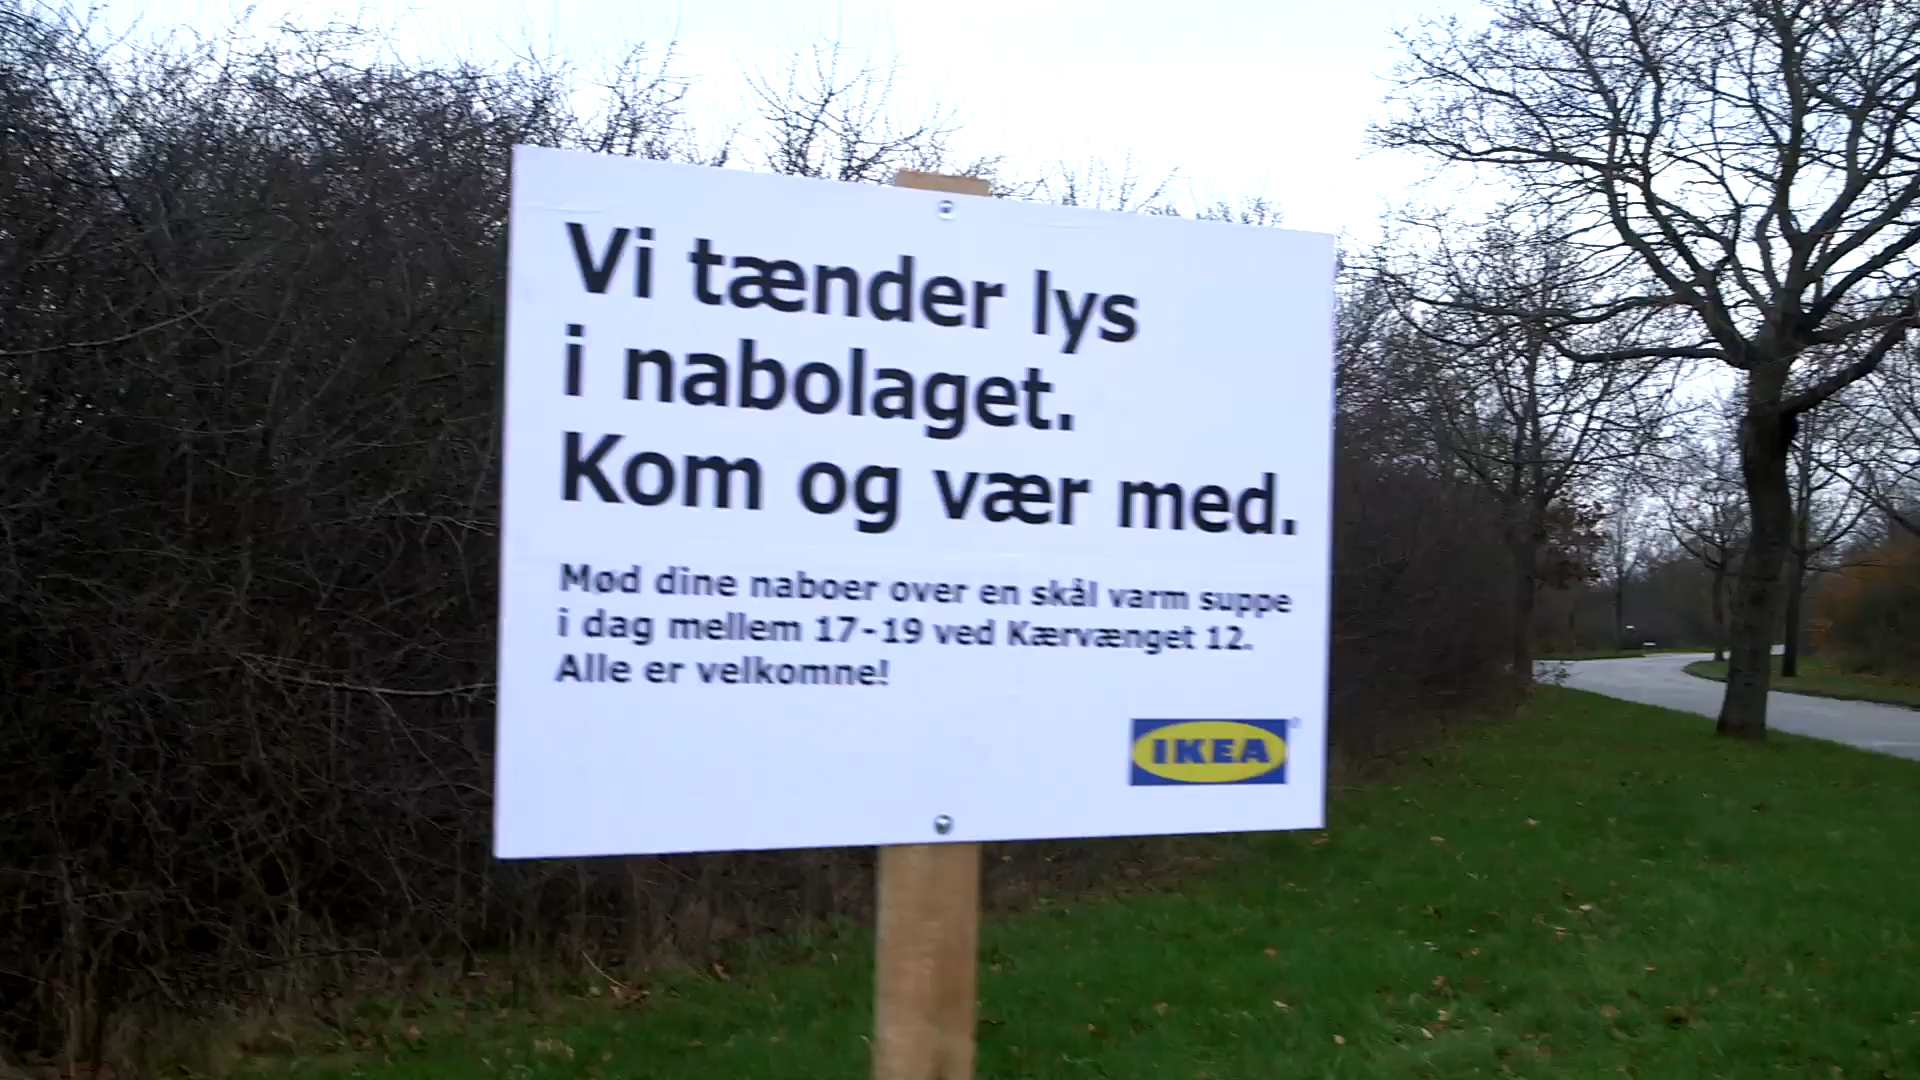 Vi tænder lys
i nabolaget.
Kom og vær med.
Mød dine naboer over en skål varm suppe
i dag mellem 17-19 ved Kærvænget 12.
Alle er velkomne!
IKEA